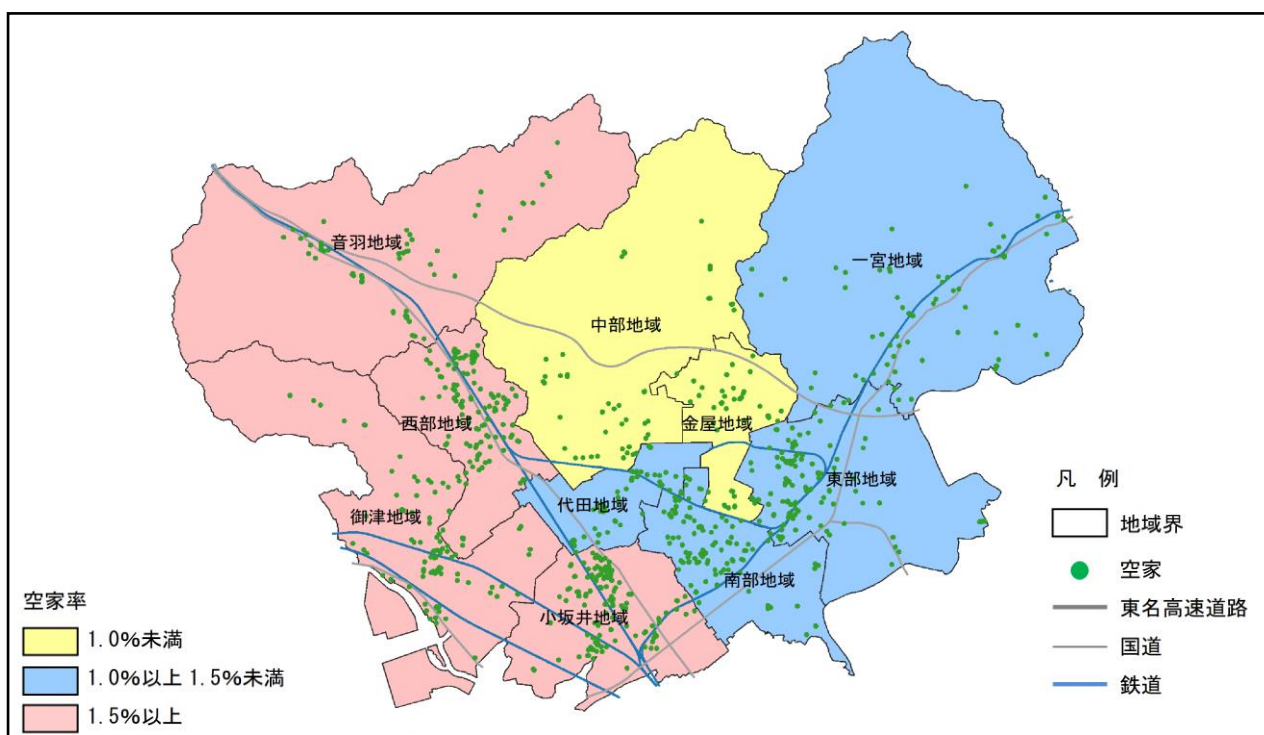 音羽地域
一宮地域
中部地域
西部地域
金屋地域
東部地域
代田地域
御津地域
南部地域
小坂井地域
空家率
1.0%未満
1.0%以上 1.5%未満
1.5%以上
凡 例
地域界
空家
東名高速道路
国道
鉄道